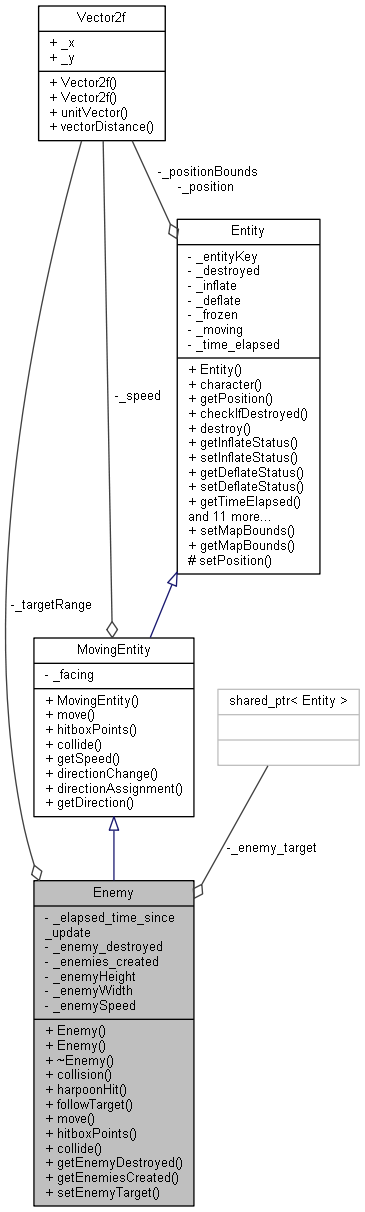 Vector2f
+ _x
+ _y
+ Vector2f()
+ Vector2f()
+ unitVector()
+ vectorDistance()
-_positionBounds
-_position
Entity
- _entityKey
- _destroyed
- _inflate
- _deflate
- _frozen
- _moving
- _time_elapsed
+ Entity()
+ character()
+ getPosition()
+ checkIfDestroyed()
+ destroy()
+ getInflateStatus()
+ setInflateStatus()
+ getDeflateStatus()
+ setDeflateStatus()
+ getTimeElapsed()
and 11 more...
+ setMapBounds()
+ getMapBounds()
# setPosition()
-_speed
-_targetRange
MovingEntity
- _facing
+ MovingEntity()
+ move()
+ hitboxPoints()
+ collide()
+ getSpeed()
+ directionChange()
+ directionAssignment()
+ getDirection()
shared_ptr< Entity >
-_enemy_target
Enemy
- _elapsed_time_since
_update
- _enemy_destroyed
- _enemies_created
- _enemyHeight
- _enemyWidth
- _enemySpeed
+ Enemy()
+ Enemy()
+ ~Enemy()
+ collision()
+ harpoonHit()
+ followTarget()
+ move()
+ hitboxPoints()
+ collide()
+ getEnemyDestroyed()
+ getEnemiesCreated()
+ setEnemyTarget()